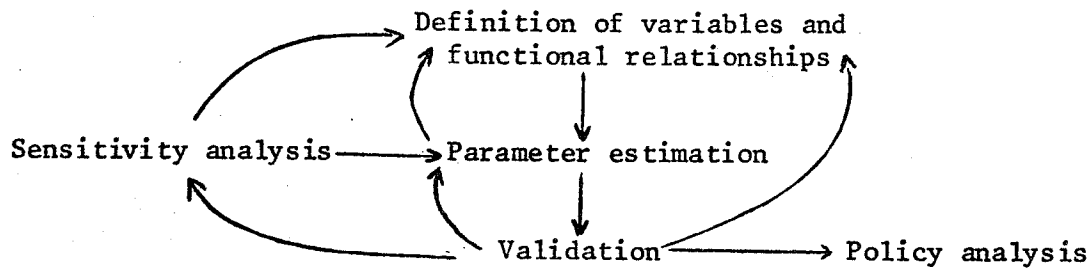 Definition of variables and
functional relationships
Sensitivity analysis
Parameter estimation
Validation
Policy analysis